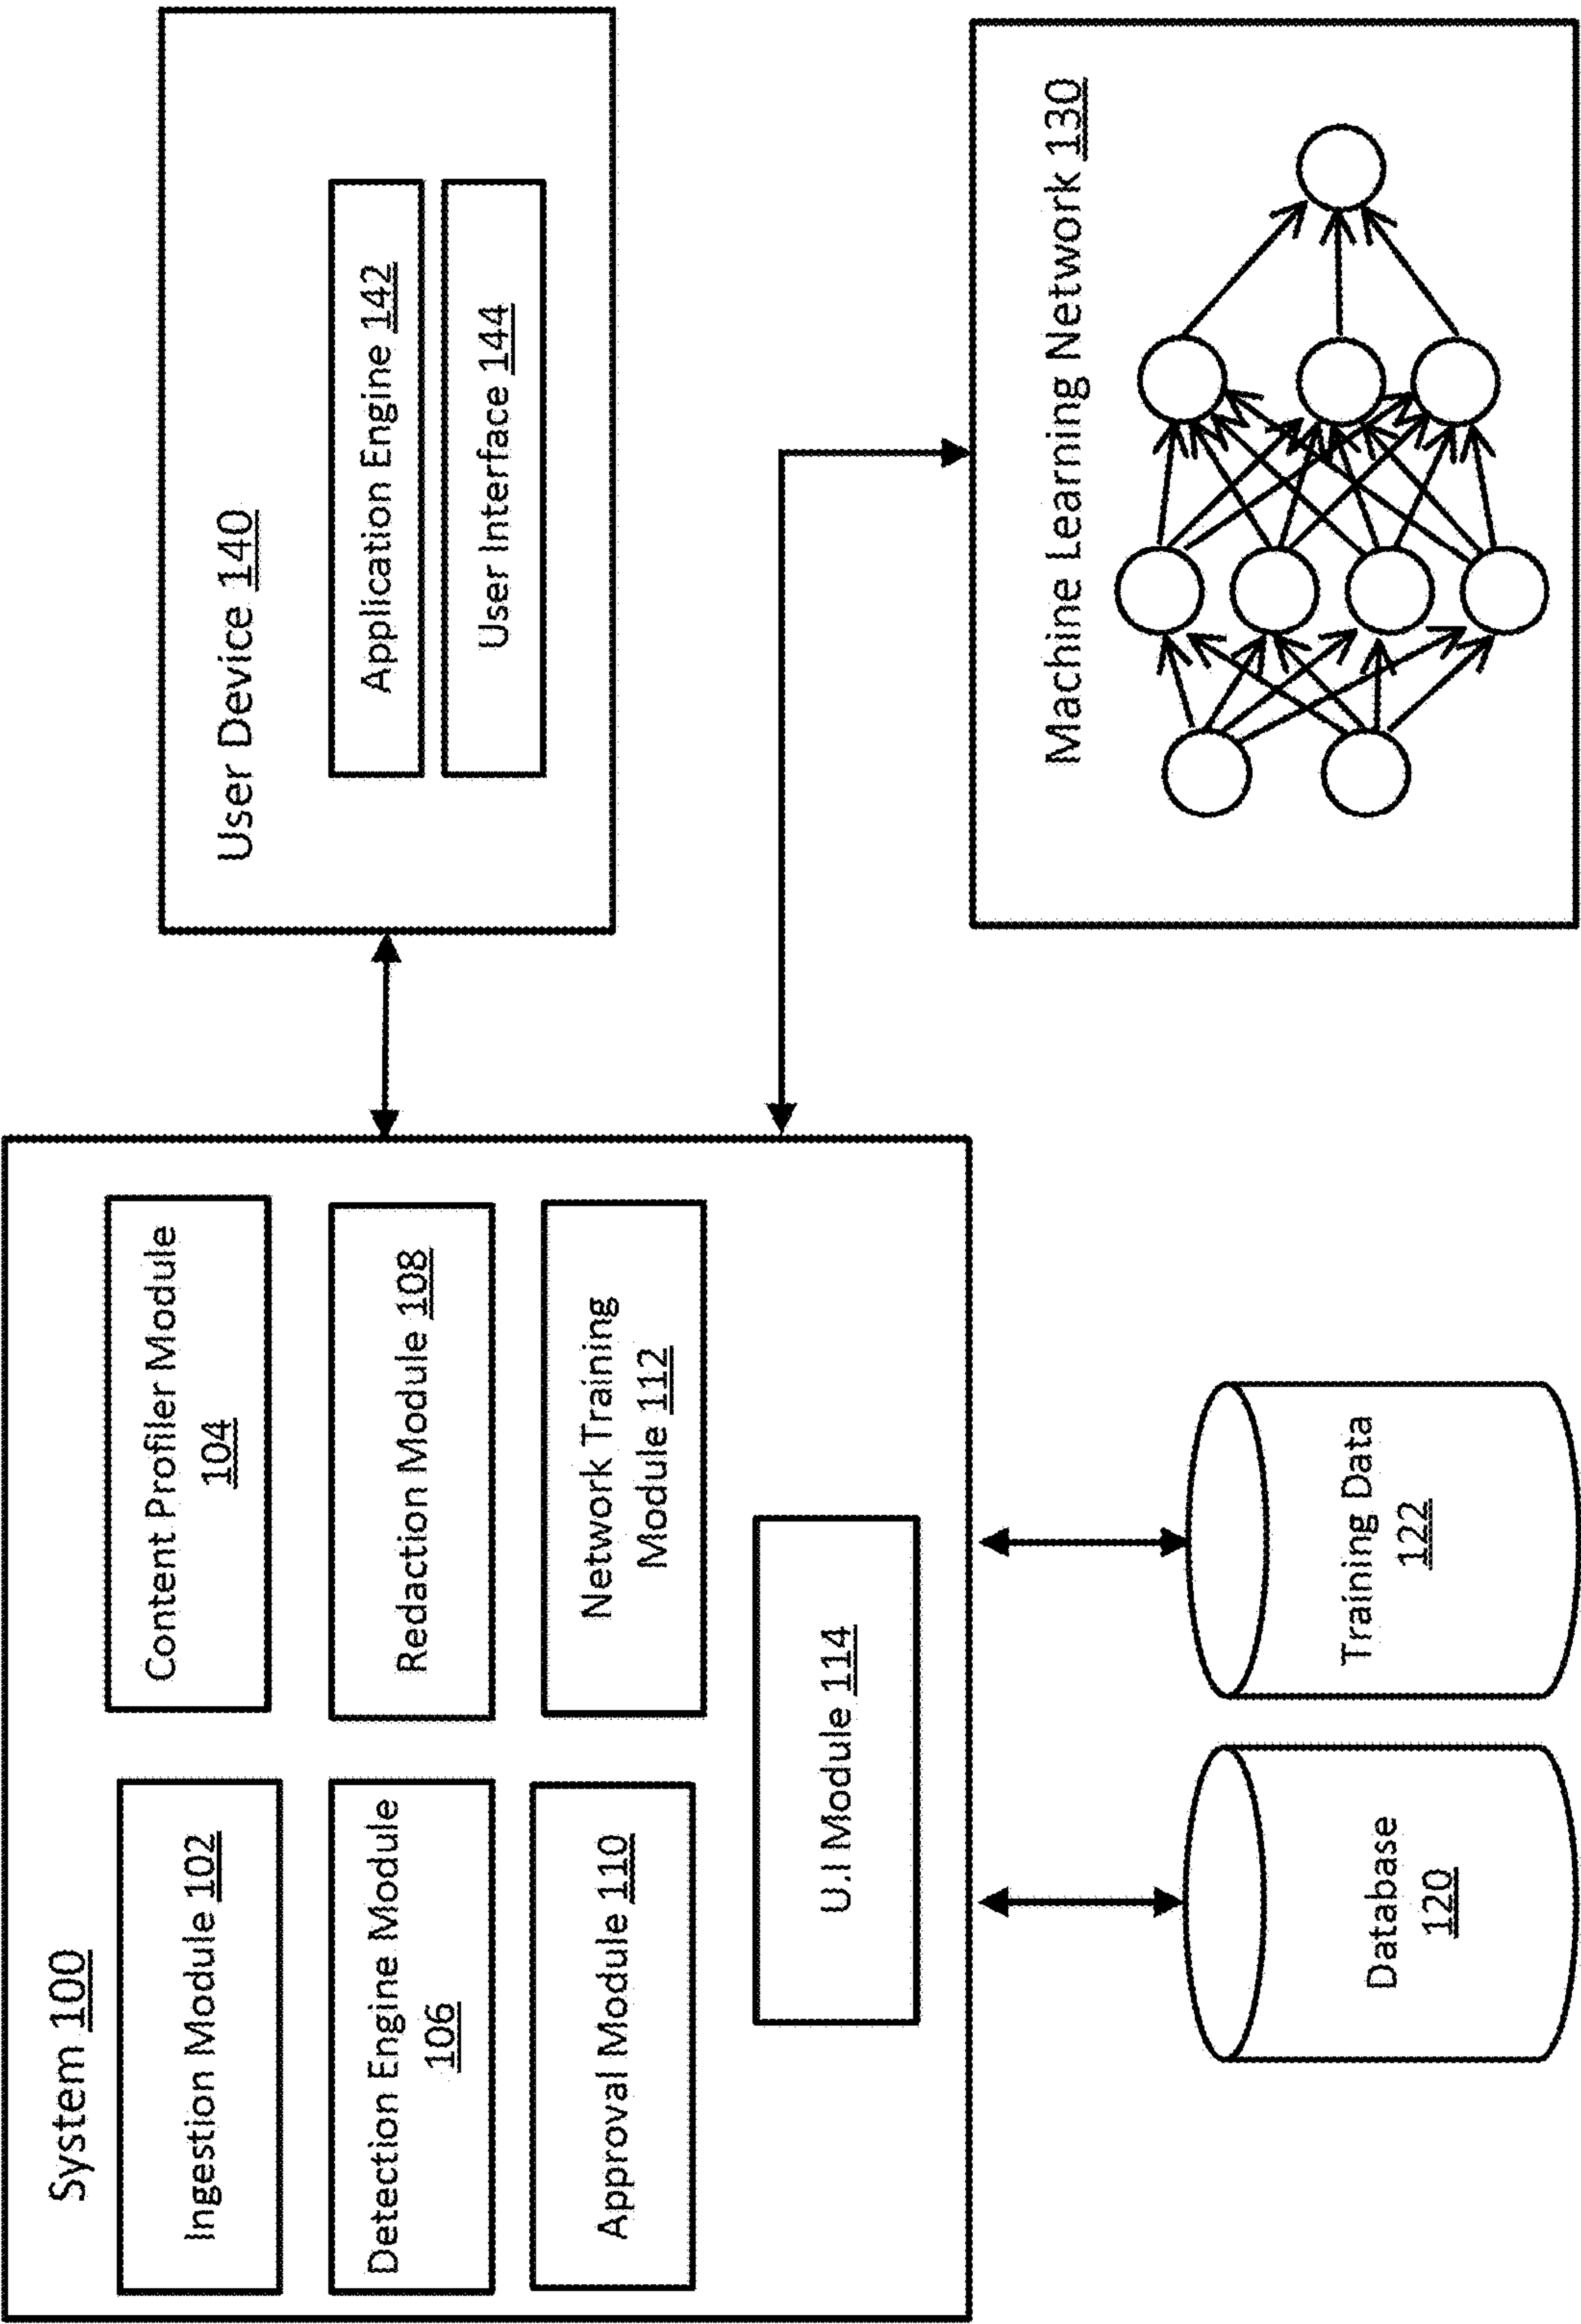 System 100
Ingestion Module 102
Content Profiler Module
104
Detection Engine Module
106
Redaction Module 108
Approval Module 110
Network Training
Module 112
U.I Module 114
Database
120
Training Data
122
User Device 140
Application Engine 142
User Interface 144
Machine Learning Network 130